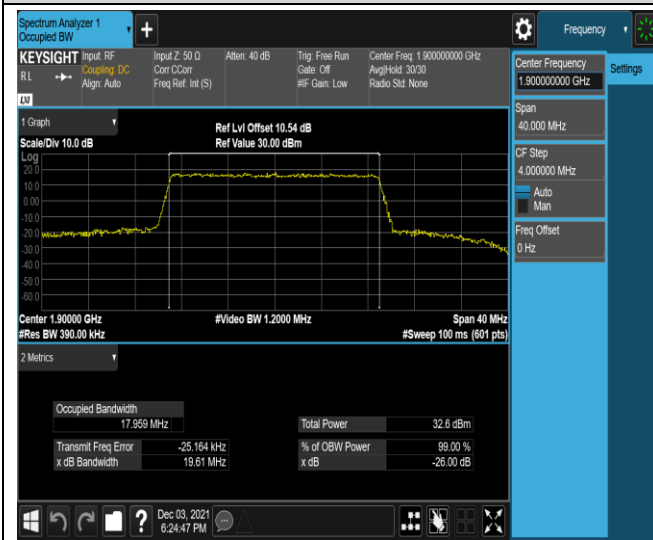 Spectrum Analyzer 1
Occupied BW
+
Frequency
KEYSIGHT
R L
LXI
Input: RF
Coupling: DC
Align: Auto
Input Z: 50 Ω
Corr CCorr
Freq Ref: Int (S)
Atten: 40 dB
Trig: Free Run
Gate: Off
#IF Gain: Low
Center Freq: 1.900000000 GHz
Avg|Hold: 30/30
Radio Std: None
Center Frequency
1.900000000 GHz
Settings
Span
40.000 MHz
CF Step
4.000000 MHz
Auto
Man
Freq Offset
0 Hz
1 Graph
Scale/Div 10.0 dB
Ref Lvl Offset 10.54 dB
Ref Value 30.00 dBm
Log
20.0
10.0
0.00
-10.0
-20.0
-30.0
-40.0
-50.0
-60.0
Center 1.90000 GHz
#Video BW 1.2000 MHz
Span 40 MHz
#Res BW 390.00 kHz
#Sweep 100 ms (601 pts)
2 Metrics
Occupied Bandwidth
17.959 MHz
Total Power
32.6 dBm
Transmit Freq Error
-25.164 kHz
% of OBW Power
99.00 %
x dB Bandwidth
19.61 MHz
x dB
-26.00 dB
?
Dec 03, 2021
6:24:47 PM